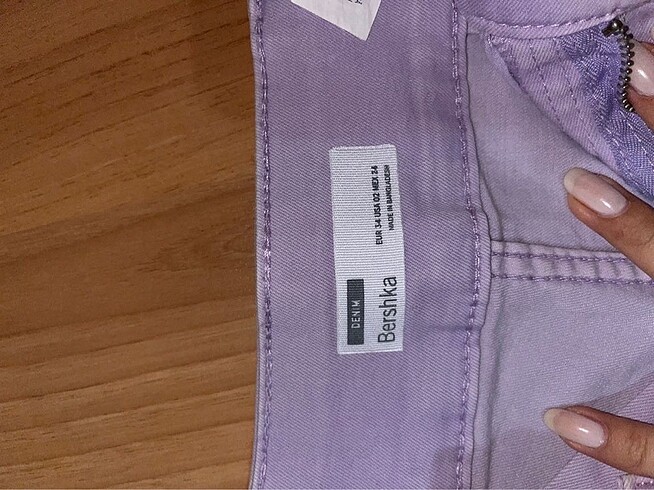 DENIM
Bershka
EUR 34 USA 02 MEX 24
MADE IN BANGLADESH